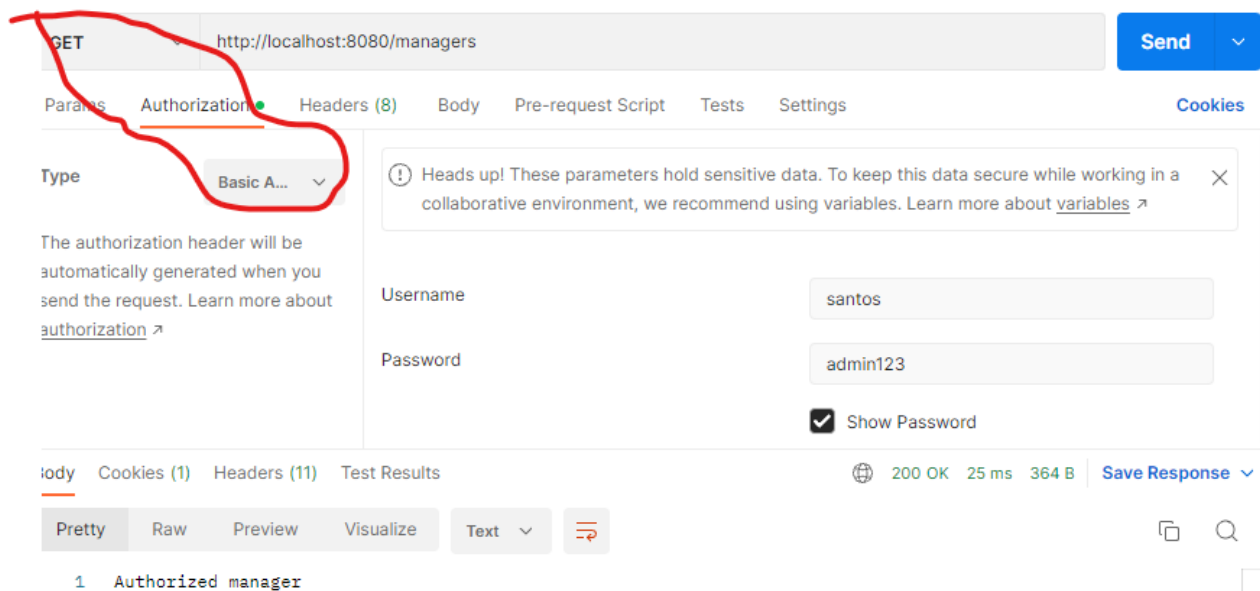 GET http://localhost:8080/managers Send
Params Authorization Headers (8) Body Pre-request Script Tests Settings Cookies
Type Basic A...
Heads up! These parameters hold sensitive data. To keep this data secure while working in a
collaborative environment, we recommend using variables. Learn more about variables ↗
The authorization header will be
automatically generated when you
send the request. Learn more about
authorization ↗
Username santos
Password admin123
Show Password
Body Cookies (1) Headers (11) Test Results 200 OK 25 ms 364 B Save Response
Pretty Raw Preview Visualize Text
1 Authorized manager